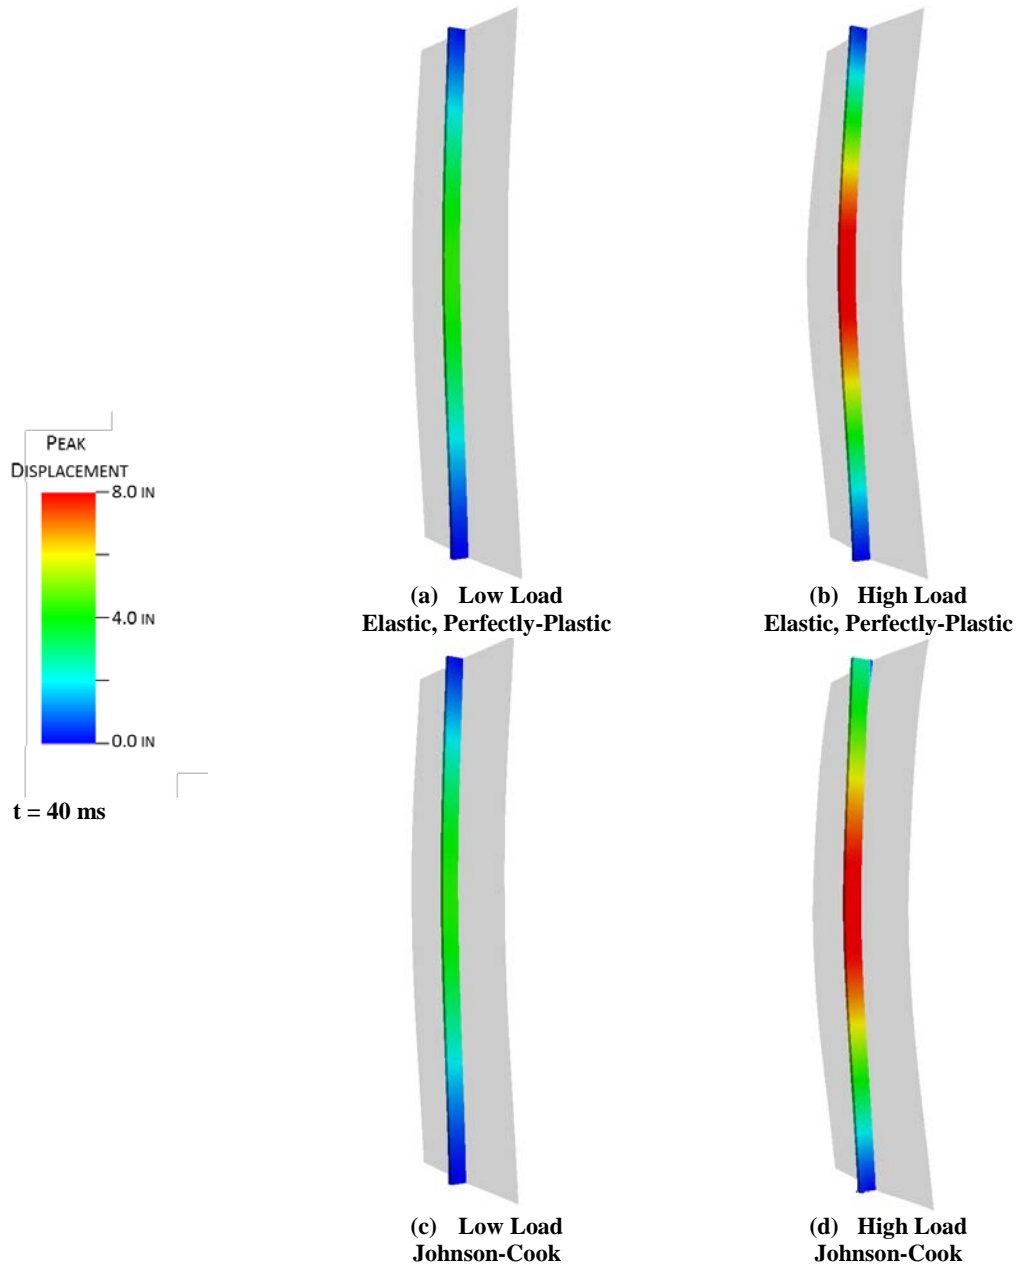 (a) Low Load
Elastic, Perfectly-Plastic
(b) High Load
Elastic, Perfectly-Plastic
PEAK
DISPLACEMENT
8.0 IN
4.0 IN
0.0 IN
t = 40 ms
(c) Low Load
Johnson-Cook
(d) High Load
Johnson-Cook